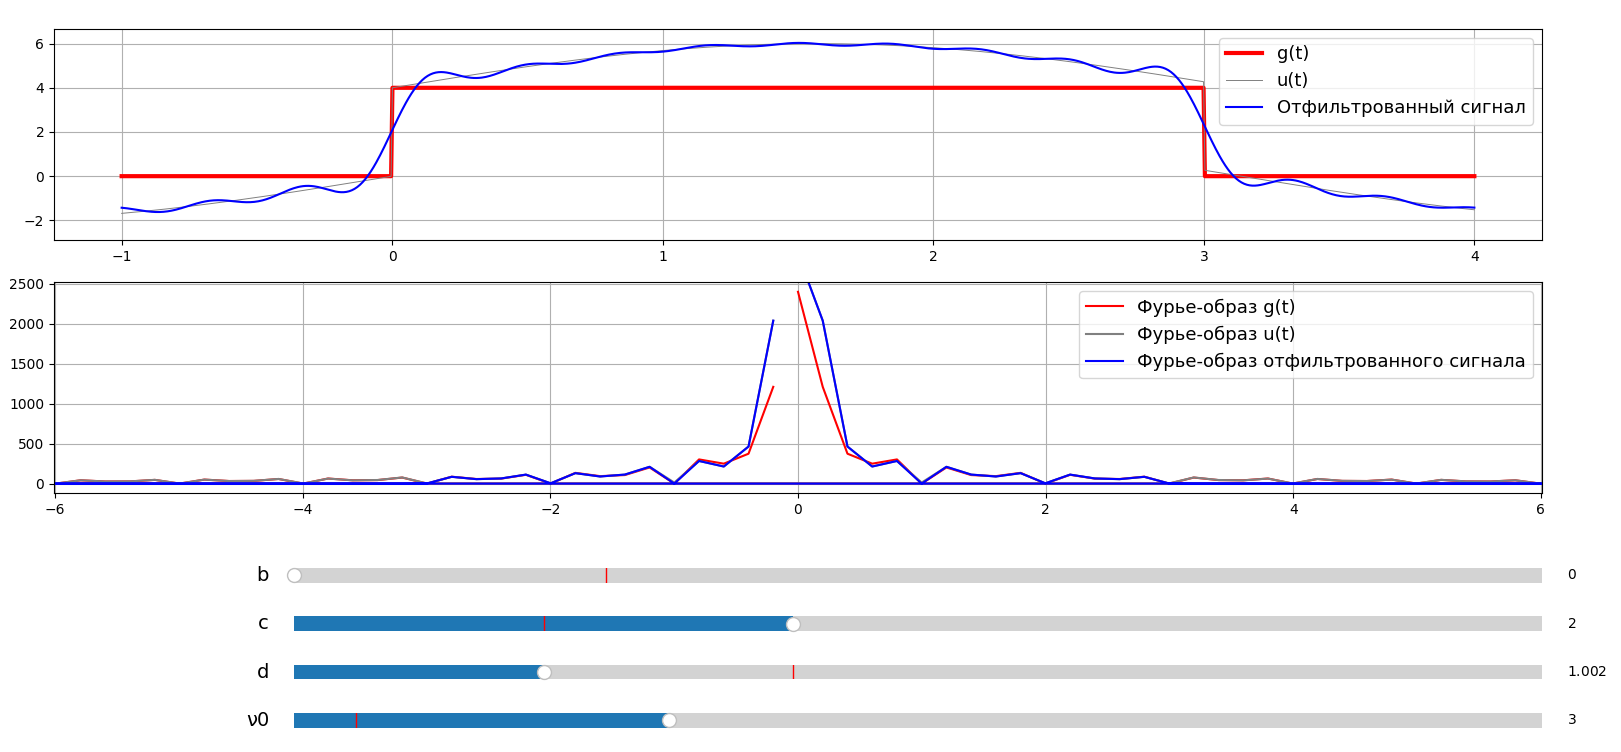 6
4
2
0
−2
g(t)
u(t)
Отфильтрованный сигнал
−1 0 1 2 3 4
2500
2000
1500
1000
500
0
Фурье-образ g(t)
Фурье-образ u(t)
Фурье-образ отфильтрованного сигнала
−6 −4 −2 0 2 4 6
b 0
c 2
d 1.002
ν0 3